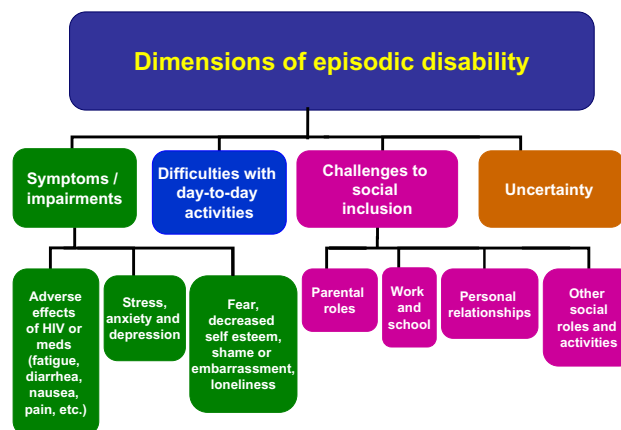 Dimensions of episodic disability
Symptoms /
impairments
Difficulties with
day-to-day
activities
Challenges to
social
inclusion
Uncertainty
Adverse
effects
of HIV or
meds
(fatigue,
diarrhea,
nausea,
pain, etc.)
Stress,
anxiety and
depression
Fear,
decreased
self esteem,
shame or
embarrassment,
loneliness
Parental
roles
Work
and
school
Personal
relationships
Other
social
roles and
activities